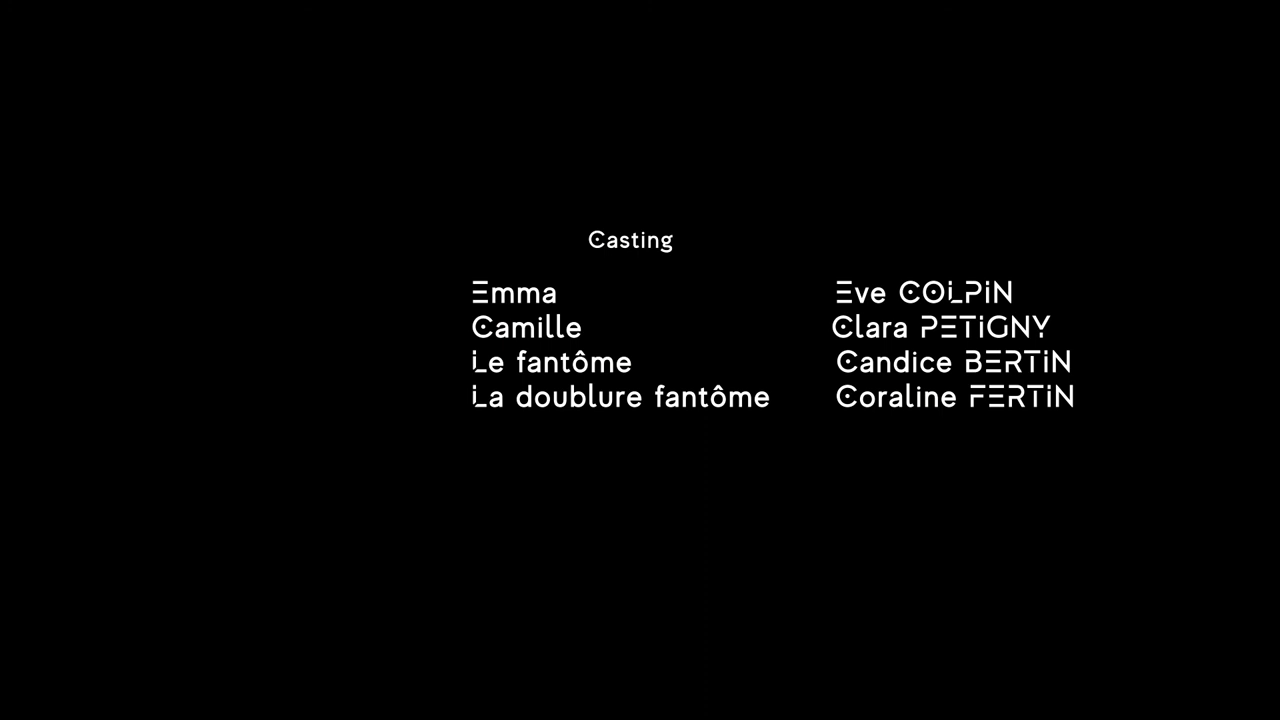 Casting
Emma Eve COLPiN
Camille Clara PETiGNY
Le fantôme Candice BERTiN
La doublure fantôme Coraline FERTiN